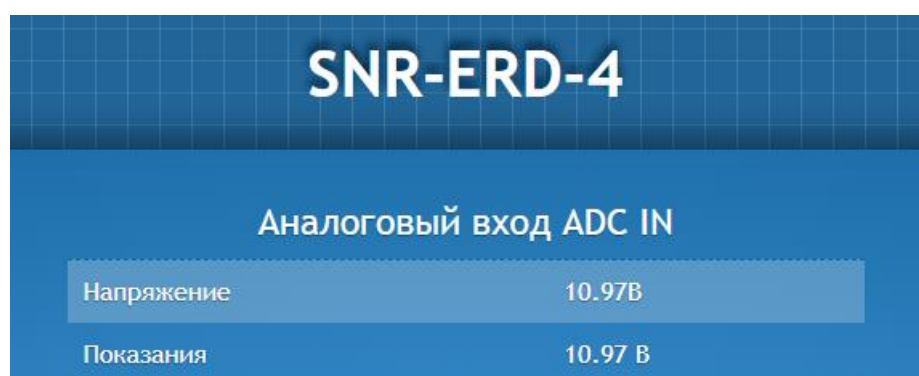 SNR-ERD-4
Аналоговый вход ADC IN
Напряжение 10.97В
Показания 10.97 В